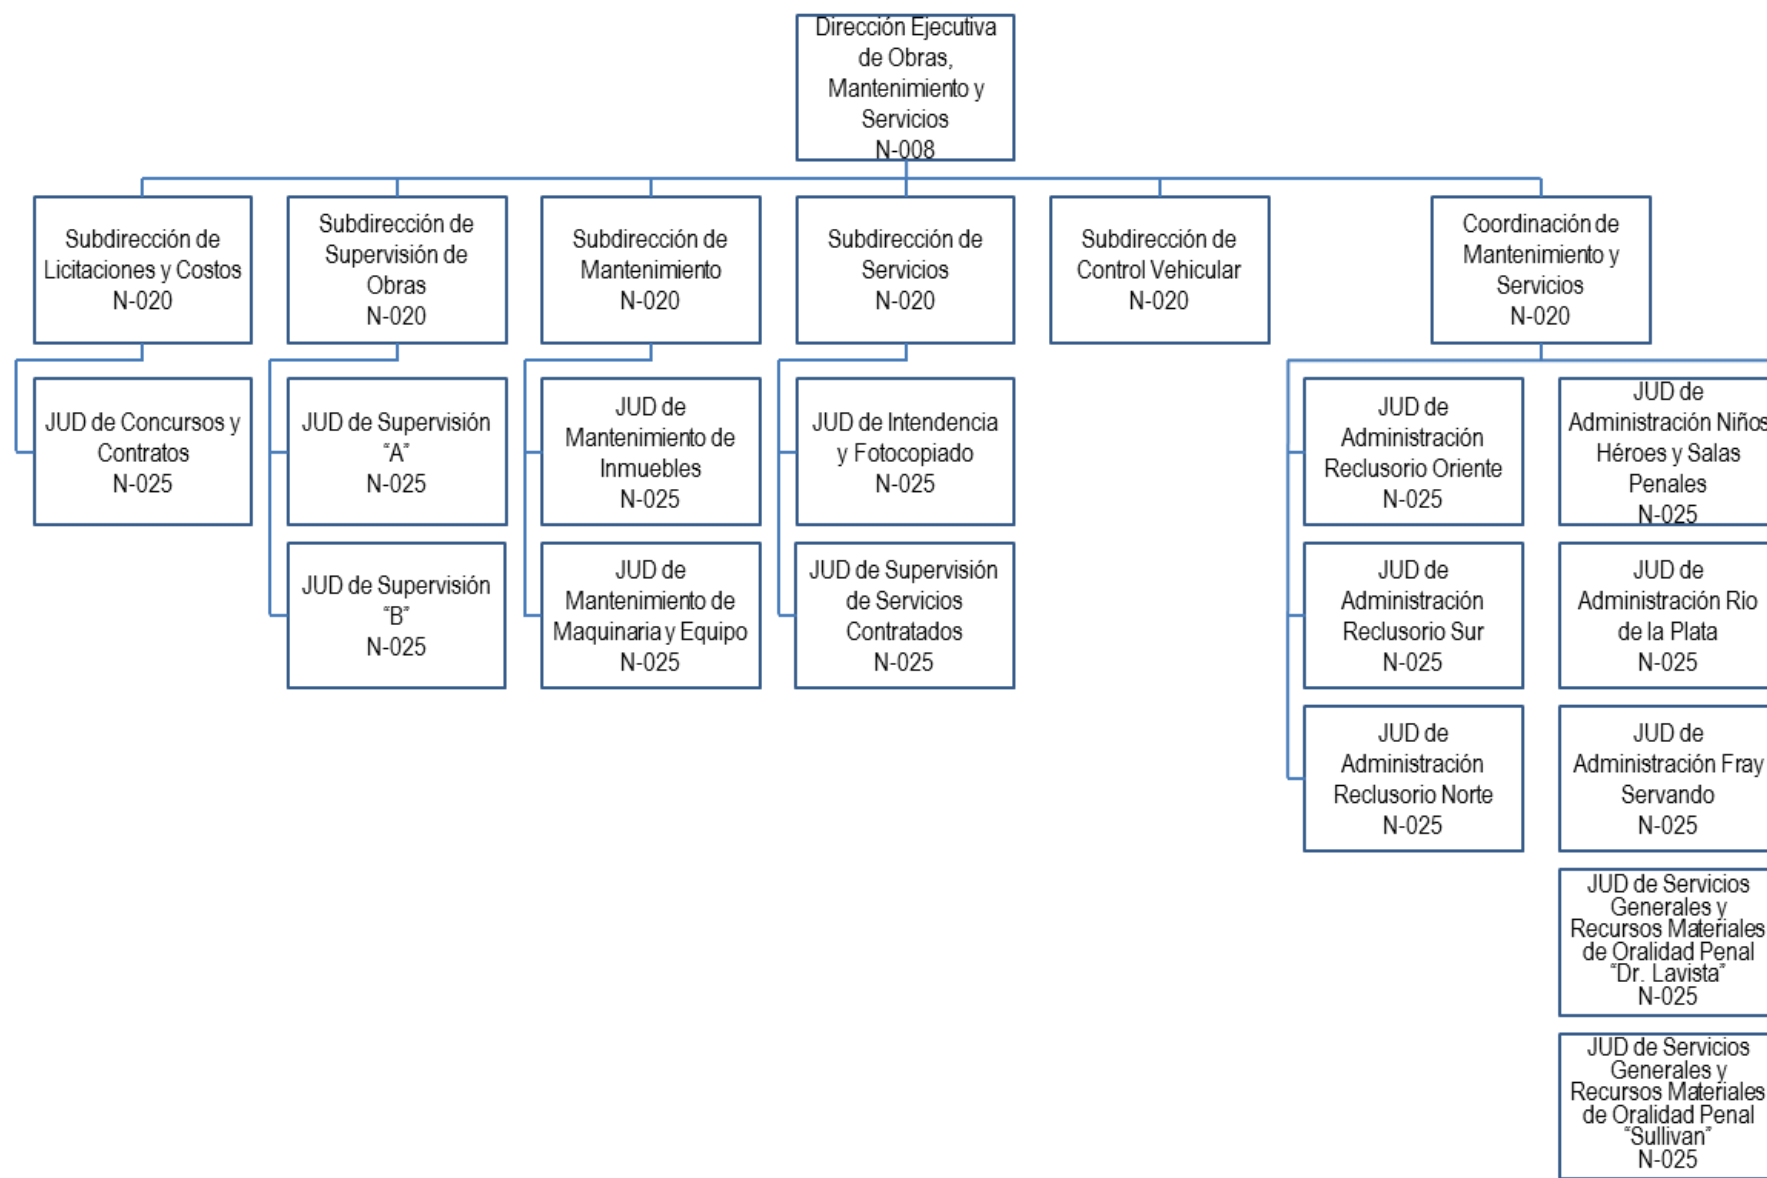 Dirección Ejecutiva
de Obras,
Mantenimiento y
Servicios
N-008
Subdirección de
Licitaciones y Costos
N-020
Subdirección de
Supervisión de
Obras
N-020
Subdirección de
Mantenimiento
N-020
Subdirección de
Servicios
N-020
Subdirección de
Control Vehicular
N-020
Coordinación de
Mantenimiento y
Servicios
N-020
JUD de Concursos y
Contratos
N-025
JUD de Supervisión
“A”
N-025
JUD de
Mantenimiento de
Inmuebles
N-025
JUD de Intendencia
y Fotocopiado
N-025
JUD de
Administración
Reclusorio Oriente
N-025
JUD de
Administración Niños
Héroes y Salas
Penales
N-025
JUD de Supervisión
“B”
N-025
JUD de
Mantenimiento de
Maquinaria y Equipo
N-025
JUD de Supervisión
de Servicios
Contratados
N-025
JUD de
Administración
Reclusorio Sur
N-025
JUD de
Administración Rio
de la Plata
N-025
JUD de
Administración
Reclusorio Norte
N-025
JUD de
Administración Fray
Servando
N-025
JUD de Servicios
Generales y
Recursos Materiales
de Oralidad Penal
“Dr. Lavista”
N-025
JUD de Servicios
Generales y
Recursos Materiales
de Oralidad Penal
“Sullivan”
N-025